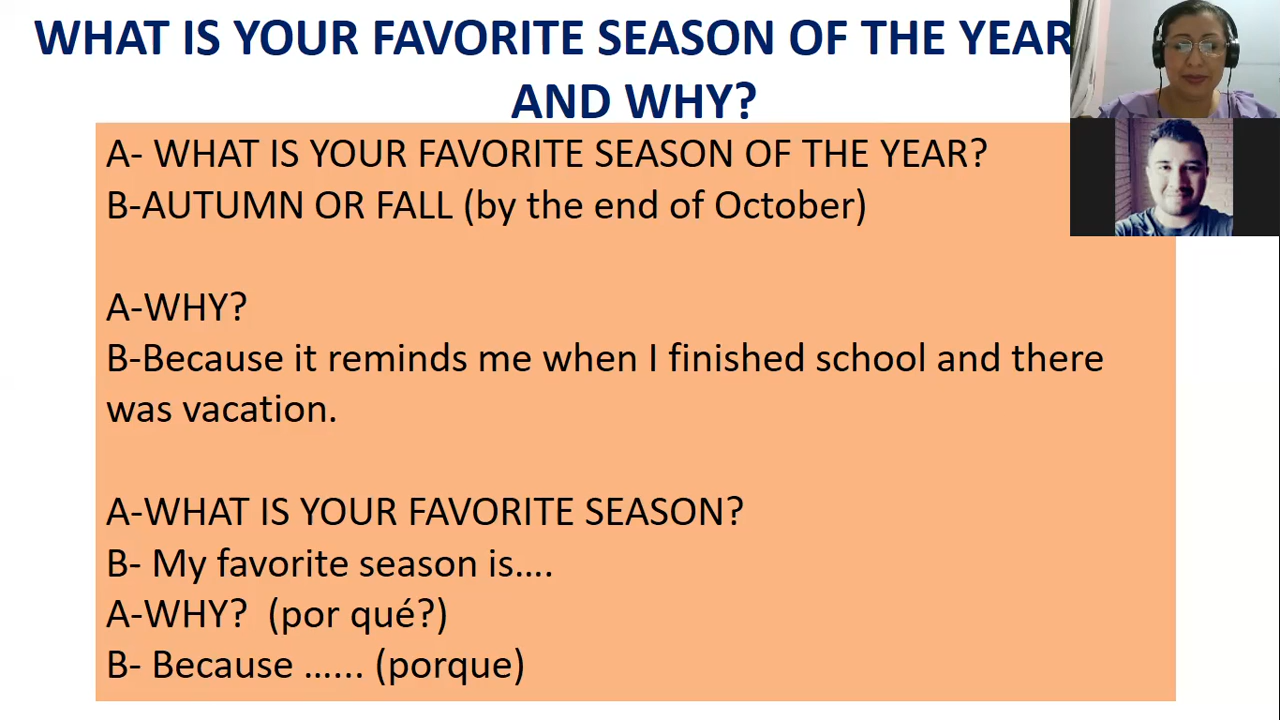 WHAT IS YOUR FAVORITE SEASON OF THE YEAR
AND WHY?
A- WHAT IS YOUR FAVORITE SEASON OF THE YEAR?
B-AUTUMN OR FALL (by the end of October)
A-WHY?
B-Because it reminds me when I finished school and there
was vacation.
A-WHAT IS YOUR FAVORITE SEASON?
B- My favorite season is....
A-WHY?  (por qué?)
B- Because ...... (porque)